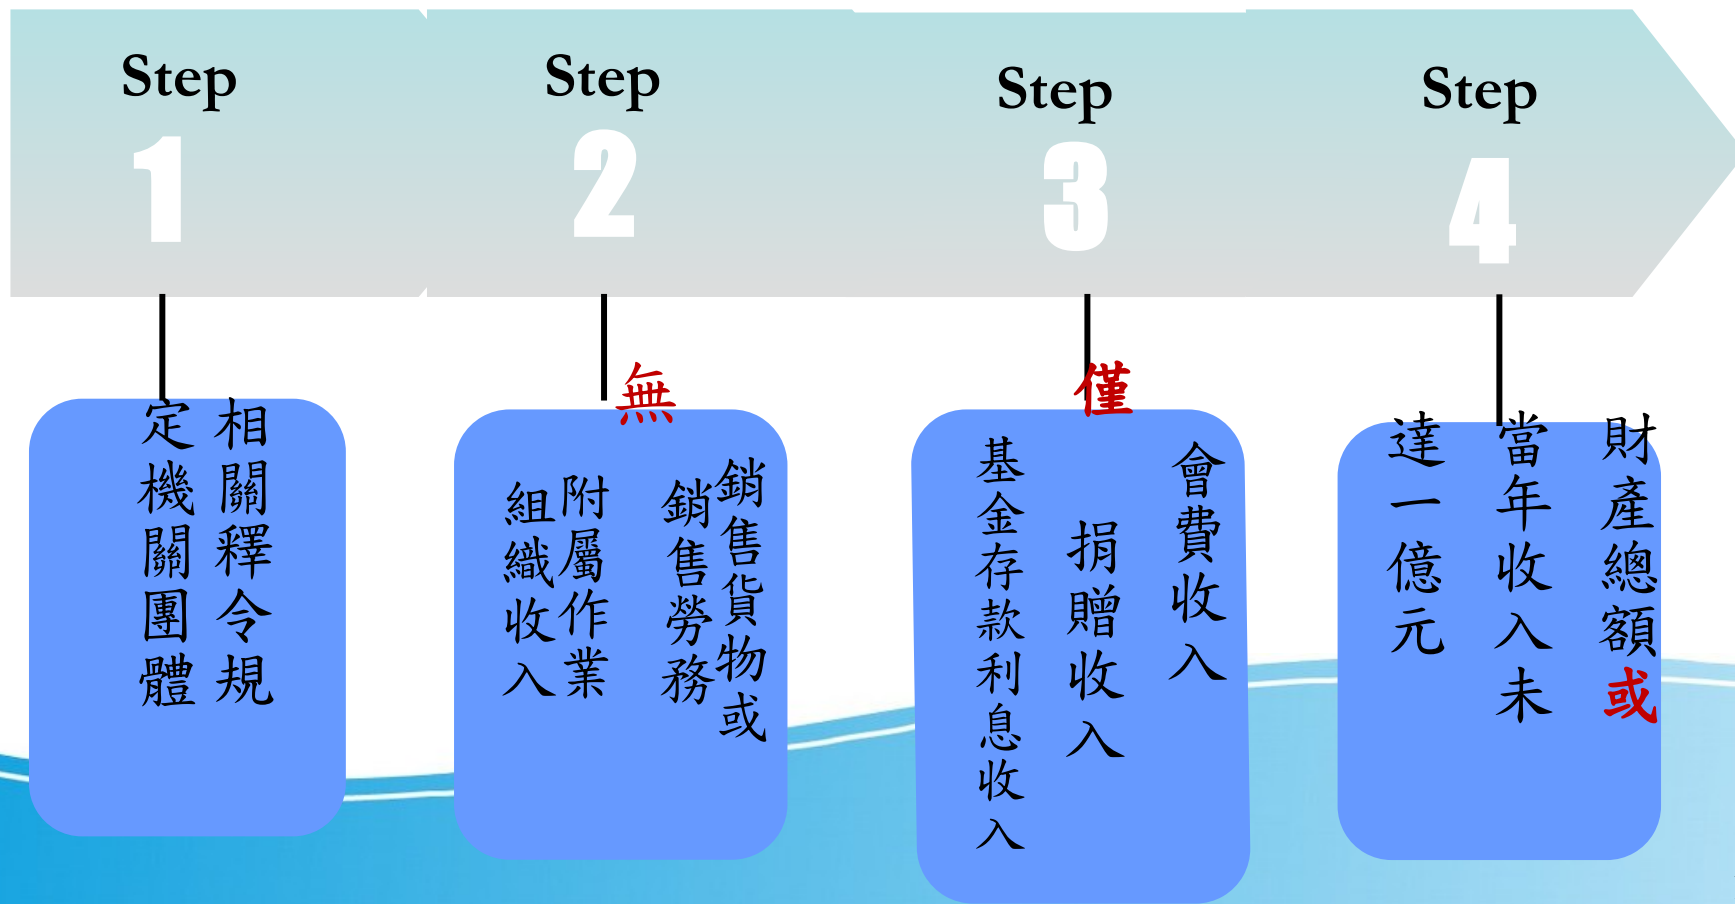 Step
1
相關釋令規
定機關團體
Step
2
無
銷售貨物或
銷售勞務
附屬作業
組織收入
Step
3
僅
會費收入
捐贈收入
基金存款利息收入
Step
4
財產總額或
當年收入未
達一億元